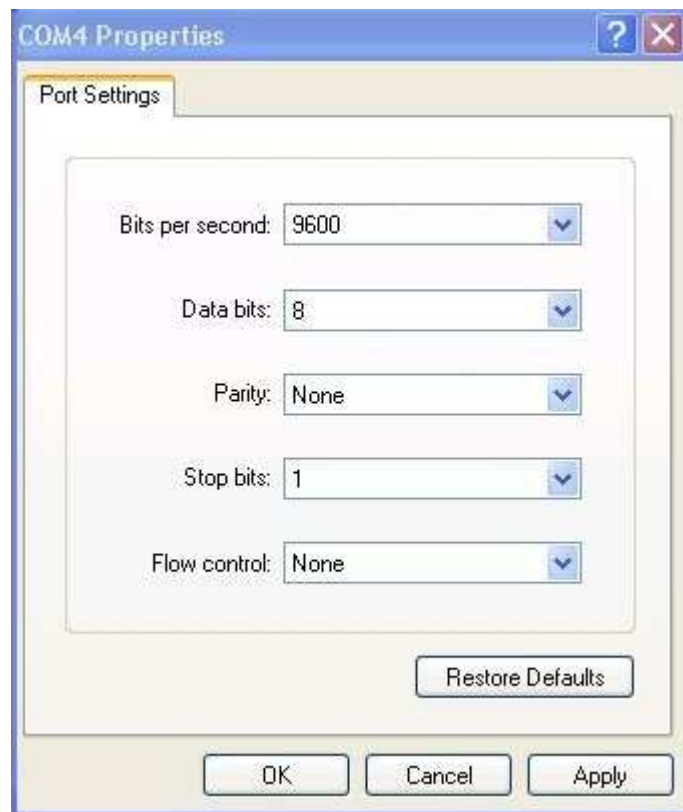 COM4 Properties
Port Settings
Bits per second: 9600
Data bits: 8
Parity: None
Stop bits: 1
Flow control: None
Restore Defaults
OK Cancel Apply